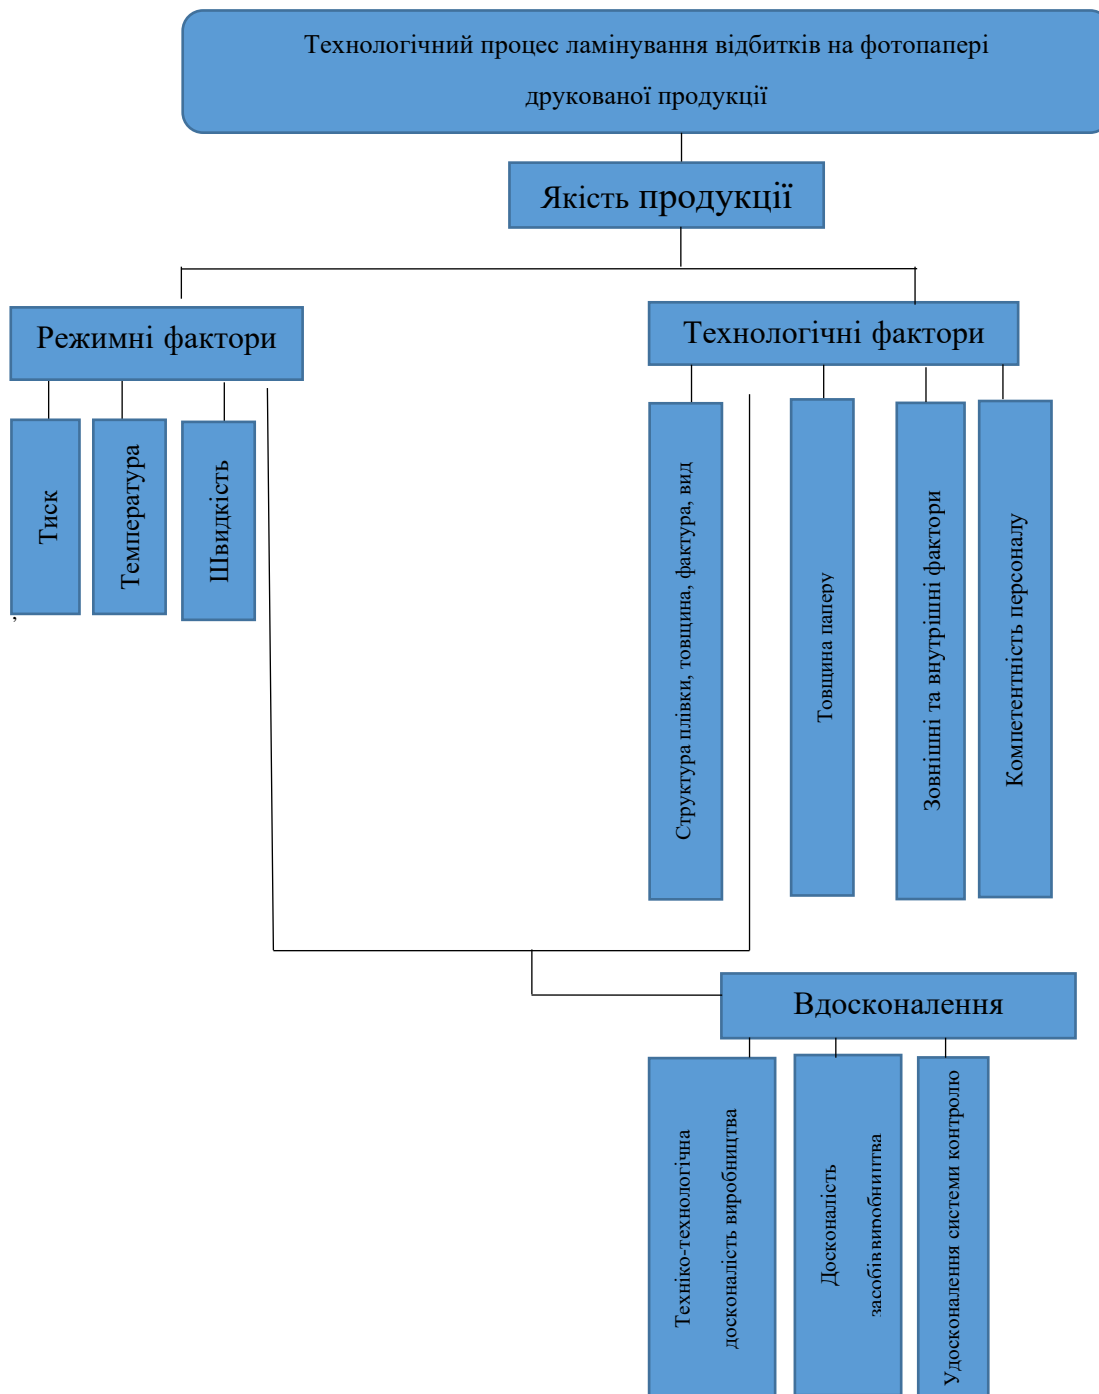 Технологічний процес ламінування відбитків на фотопапері
друкованої продукції
Якість продукції
Режимні фактори
Технологічні фактори
Тиск
Температура
Швидкість
,
Структура плівки, товщина, фактура, вид
Товщина паперу
Зовнішні та внутрішні фактори
Компетентність персоналу
Вдосконалення
Техніко-технологічна
досконалість виробництва
Досконалість
засобів виробництва
Удосконалення системи контролю